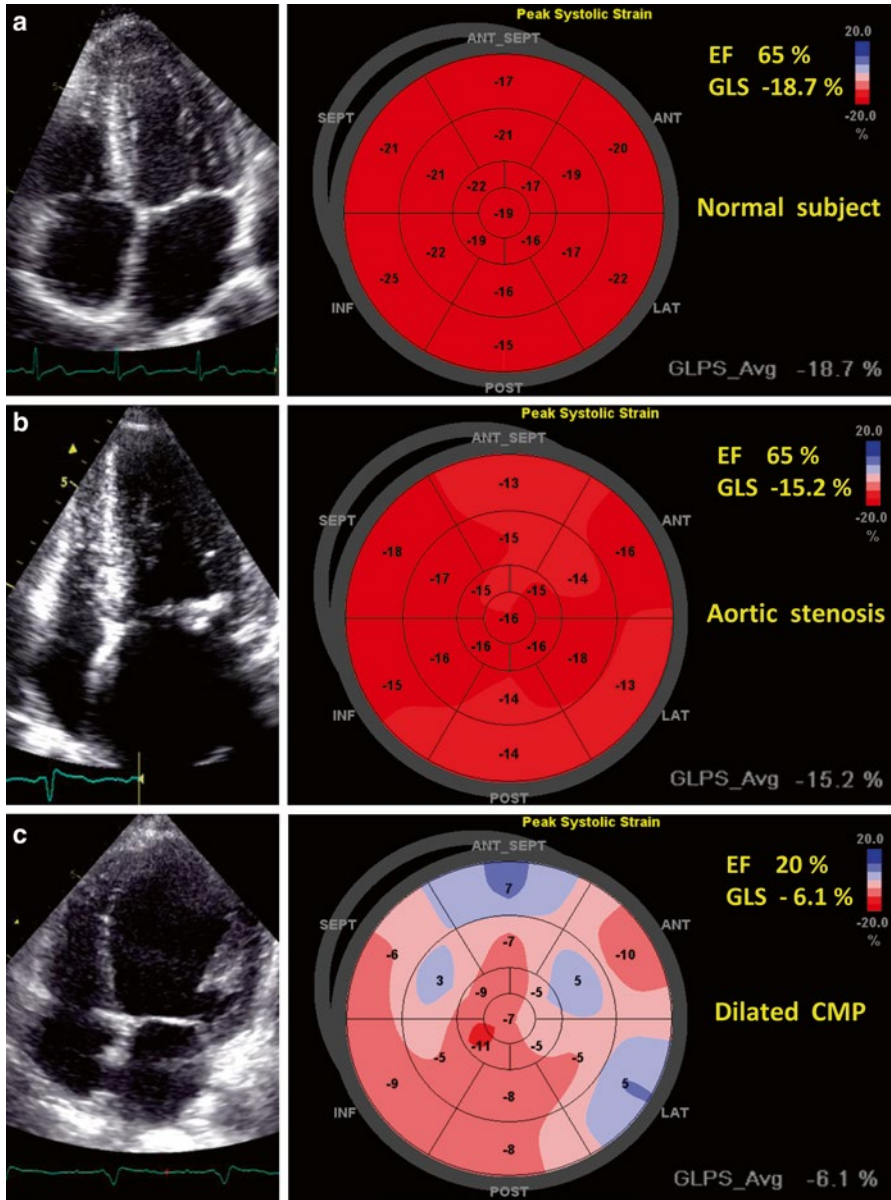 a
5
Peak Systolic Strain
ANT_SEPT
SEPT
ANT
INF
LAT
POST
-17
-21
-21
-20
-21
-19
-22
-17
-19
-19
-16
-22
-17
-25
-22
-16
-15
EF 65 %
GLS -18.7 %
20.0
-20.0
%
Normal subject
GLPS_Avg -18.7 %
b
5
Peak Systolic Strain
ANT_SEPT
SEPT
ANT
INF
LAT
POST
-13
-15
-18
-16
-17
-14
-15
-15
-16
-16
-16
-16
-18
-15
-13
-14
-14
EF 65 %
GLS -15.2 %
20.0
-20.0
%
Aortic stenosis
GLPS_Avg -15.2 %
c
5
Peak Systolic Strain
ANT_SEPT
SEPT
ANT
INF
LAT
POST
7
-7
-6
-10
3
5
-9
-5
-7
-11
-5
-5
-5
-9
5
-8
-8
EF 20 %
GLS - 6.1 %
20.0
-20.0
%
Dilated CMP
GLPS_Avg -6.1 %